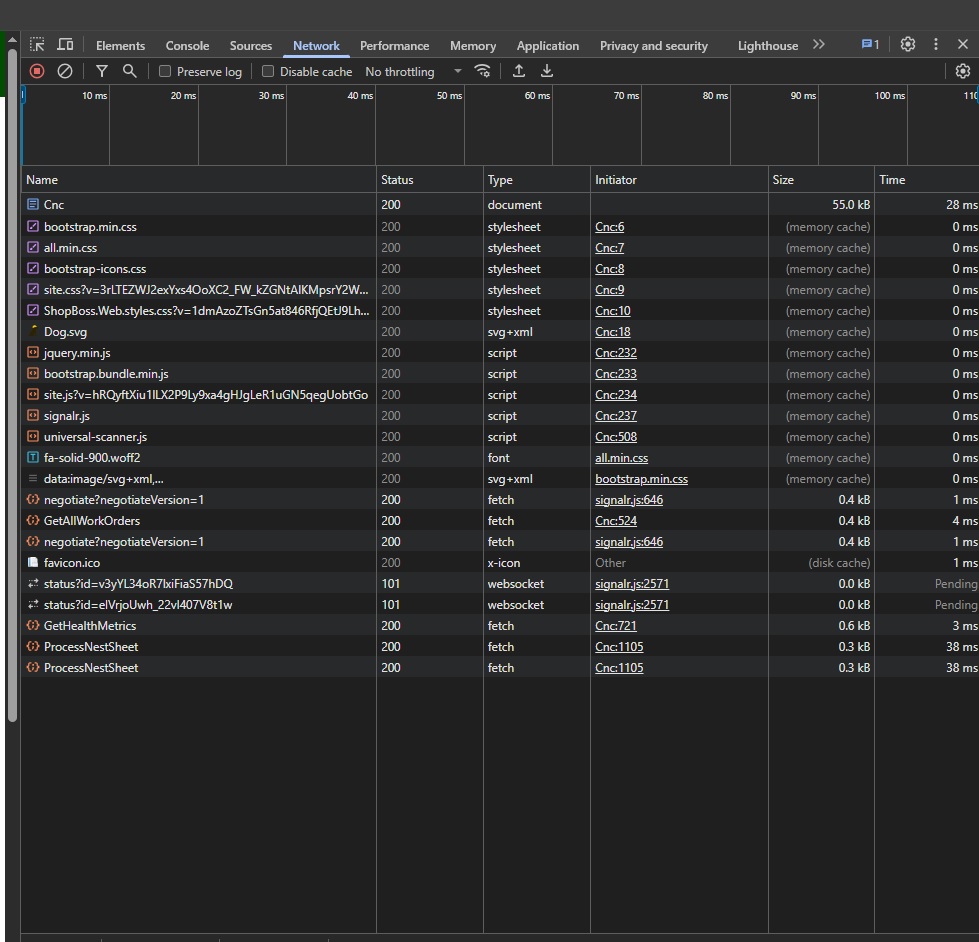 Elements Console Sources Network Performance Memory Application Privacy and security Lighthouse 1
Preserve log Disable cache No throttling
10 ms 20 ms 30 ms 40 ms 50 ms 60 ms 70 ms 80 ms 90 ms 100 ms 110
Name Status Type Initiator Size Time
Cnc 200 document 55.0 kB 28 ms
bootstrap.min.css 200 stylesheet Cnc:6 (memory cache) 0 ms
all.min.css 200 stylesheet Cnc:7 (memory cache) 0 ms
bootstrap-icons.css 200 stylesheet Cnc:8 (memory cache) 0 ms
site.css?v=3rLTEZWJ2exYxs4OoXC2_FW_kZGNtAlKMpsrY2W... 200 stylesheet Cnc:9 (memory cache) 0 ms
ShopBoss.Web.styles.css?v=1dmAzoZTsGn5at846RfjQEtJ9Lh... 200 stylesheet Cnc:10 (memory cache) 0 ms
Dog.svg 200 svg+xml Cnc:18 (memory cache) 0 ms
jquery.min.js 200 script Cnc:232 (memory cache) 0 ms
bootstrap.bundle.min.js 200 script Cnc:233 (memory cache) 0 ms
site.js?v=hRQyftXiu1lLX2P9Ly9xa4gHJgLeR1uGN5qegUobtGo 200 script Cnc:234 (memory cache) 0 ms
signalr.js 200 script Cnc:237 (memory cache) 0 ms
universal-scanner.js 200 script Cnc:508 (memory cache) 0 ms
fa-solid-900.woff2 200 font all.min.css (memory cache) 0 ms
data:image/svg+xml,... 200 svg+xml bootstrap.min.css (memory cache) 0 ms
negotiate?negotiateVersion=1 200 fetch signalr.js:646 0.4 kB 1 ms
GetAllWorkOrders 200 fetch Cnc:524 0.4 kB 4 ms
negotiate?negotiateVersion=1 200 fetch signalr.js:646 0.4 kB 1 ms
favicon.ico 200 x-icon Other (disk cache) 1 ms
status?id=v3yYL34oR7IxiFiaS57hDQ 101 websocket signalr.js:2571 0.0 kB Pending
status?id=elVrjoUwh_22vl407V8t1w 101 websocket signalr.js:2571 0.0 kB Pending
GetHealthMetrics 200 fetch Cnc:721 0.6 kB 3 ms
ProcessNestSheet 200 fetch Cnc:1105 0.3 kB 38 ms
ProcessNestSheet 200 fetch Cnc:1105 0.3 kB 38 ms